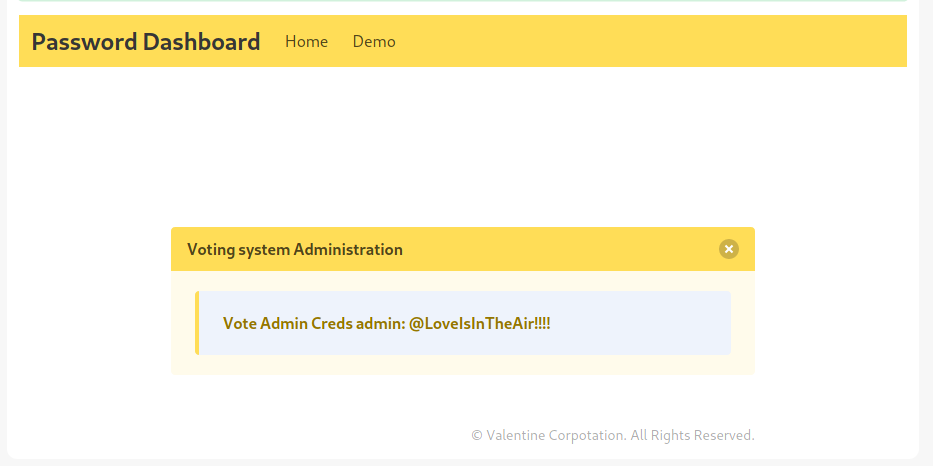 Password Dashboard Home Demo
Voting system Administration
Vote Admin Creds admin: @LoveIsInTheAir!!!!
© Valentine Corpotation. All Rights Reserved.